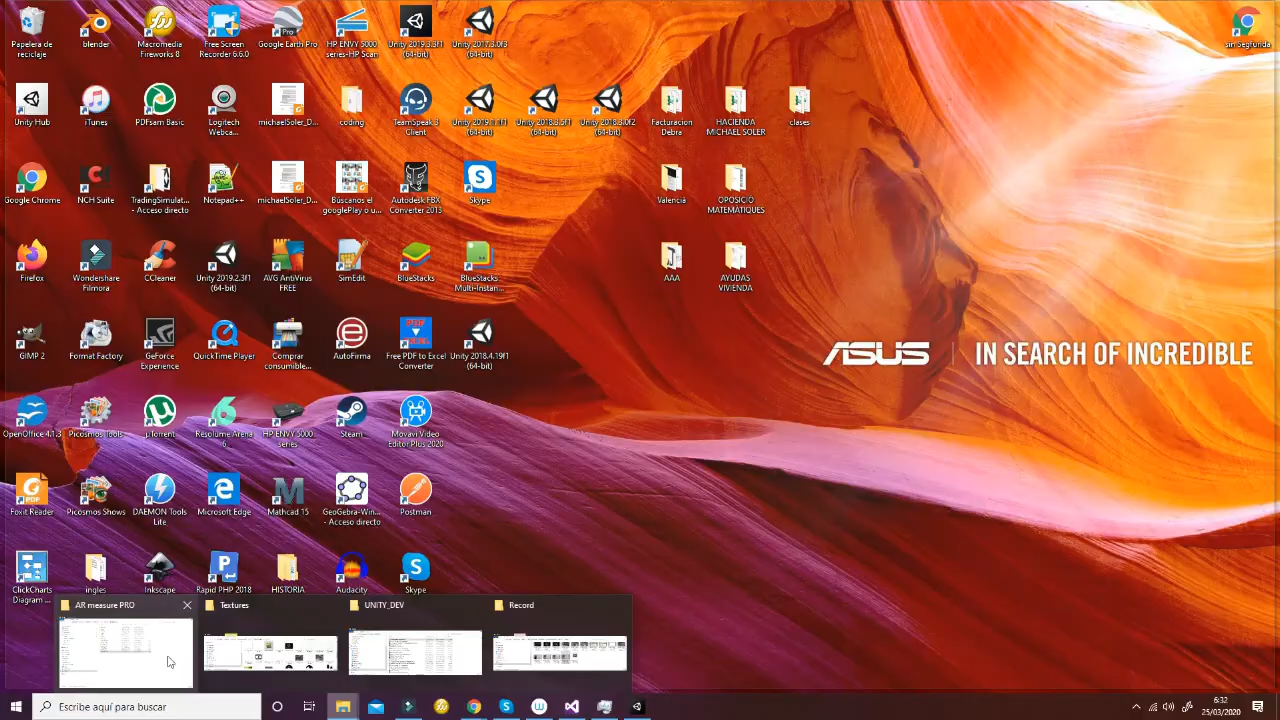 Papelera de reciclaje
blender
Macromedia Fireworks 8
Free Screen Recorder 6.6.0
Google Earth Pro
HP ENVY 5000 series-HP Scan
Unity 2019.3.3f1 (64-bit)
Unity 2017.3.0f3 (64-bit)
sin Segfunda
Unity Hub
iTunes
PDFsam Basic
Logitech Webca...
michaelSoler_D...
coding
TeamSpeak 3 Client
Unity 2019.1.1f1 (64-bit)
Unity 2018.3.5f1 (64-bit)
Unity 2018.3.0f2 (64-bit)
Facturacion Debra
HACIENDA MICHAEL SOLER
clases
Google Chrome
NCH Suite
TradingSimulat... - Acceso directo
Notepad++
michaelSoler_D...
Búscanos el googlePlay o u...
Autodesk FBX Converter 2013
Skype
Valenciá
OPOSICIO MATEMATIQUES
Firefox
Wondershare Filmora
CCleaner
Unity 2019.2.3f1 (64-bit)
AVG AntiVirus FREE
SimEdit
BlueStacks
BlueStacks Multi-Instan...
AAA
AYUDAS VIVIENDA
GIMP 2
Format Factory
GeForce Experience
QuickTime Player
Comprar consumible...
AutoFirma
Free PDF to Excel Converter
Unity 2018.4.19f1 (64-bit)
ASUS | IN SEARCH OF INCREDIBLE
OpenOffice 4.1.3
Picosmos Tools
µTorrent
Resolume Arena 6
HP ENVY 5000 series
Steam
Movavi Video Editor Plus 2020
Foxit Reader
Picosmos Shows
DAEMON Tools Lite
Microsoft Edge
Mathcad 15
GeoGebra-Win... - Acceso directo
Postman
ClickCharts Diagram ...
ingles
Inkscape
Rapid PHP 2018
HISTORIA
Audacity
Skype
AR measure PRO
Textures
UNITY_DEV
Record
Escribe aquí para buscar
6:32
25/03/2020